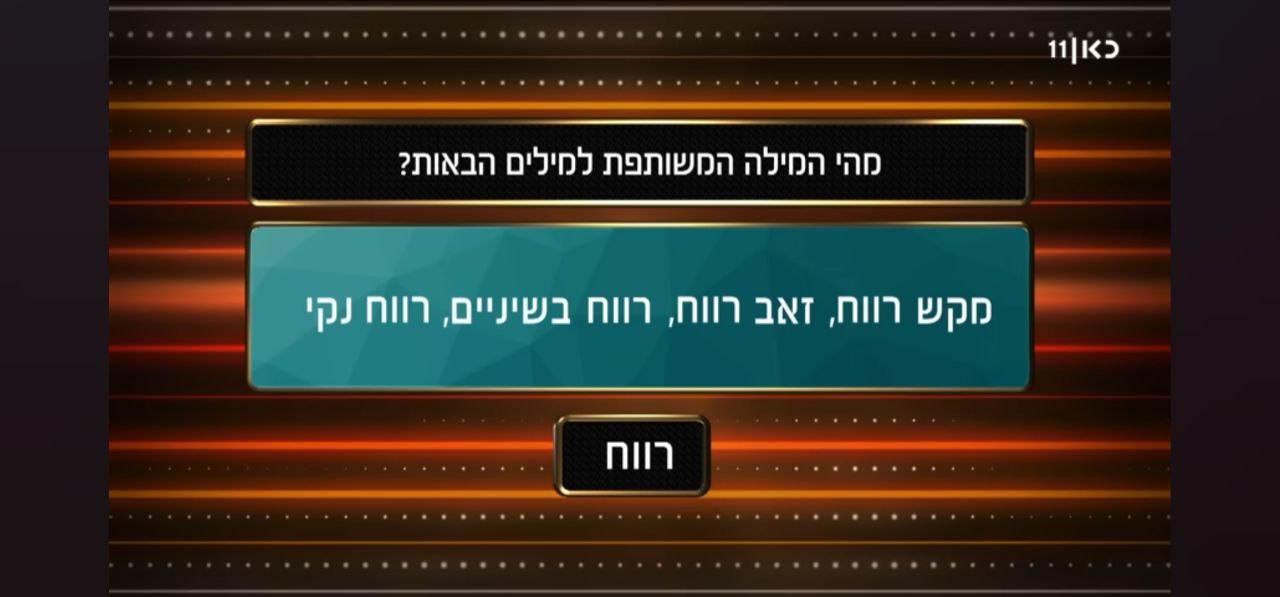 כאן|11
מהי המילה המשותפת למילים הבאות?
מקש רווח, זאב רווח, רווח בשיניים, רווח נקי
רווח